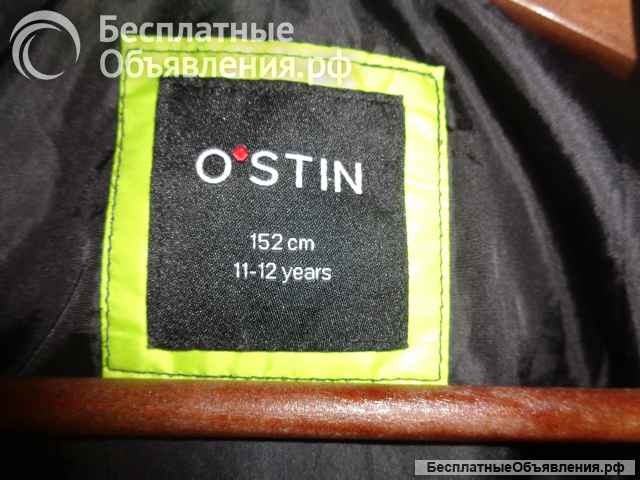 Бесплатные
Объявления.рф
O'STIN
152 cm
11-12 years
БесплатныеОбъявления.рф